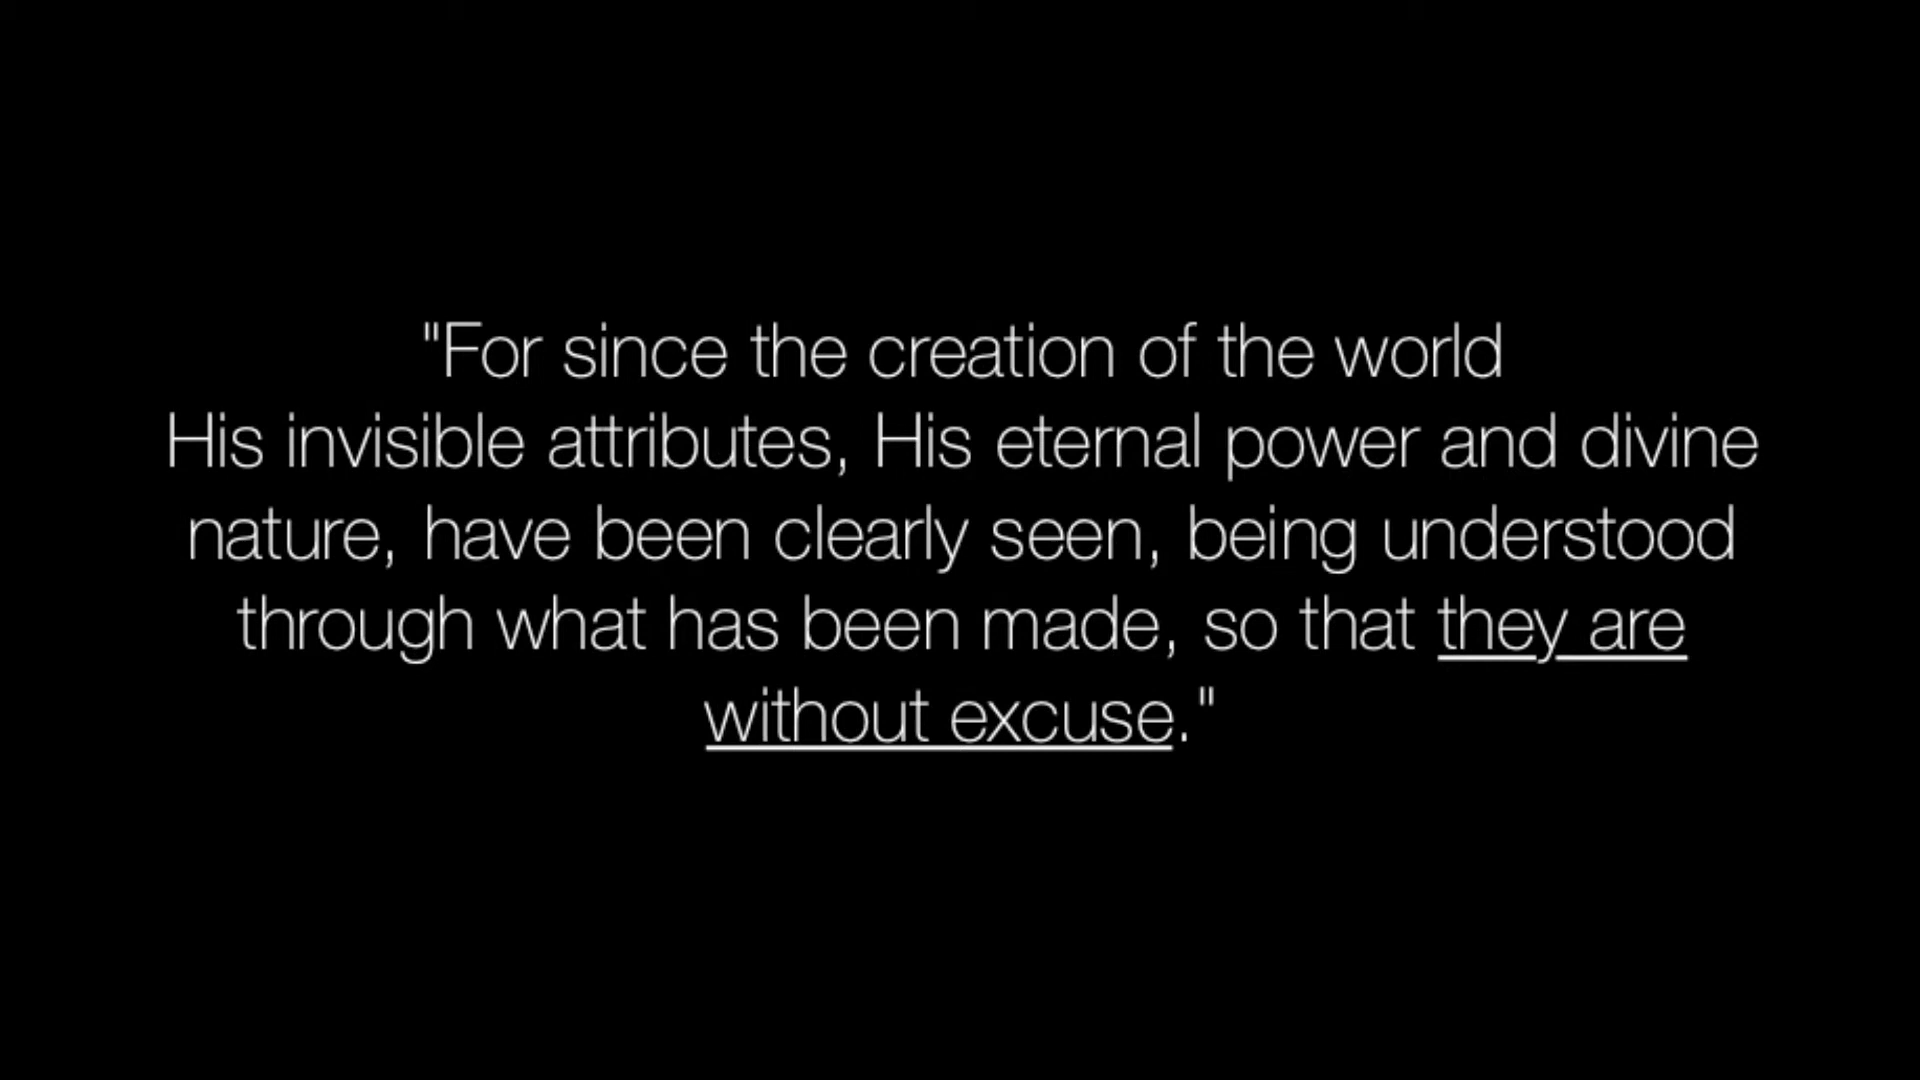 "For since the creation of the world
His invisible attributes, His eternal power and divine
nature, have been clearly seen, being understood
through what has been made, so that they are
without excuse."